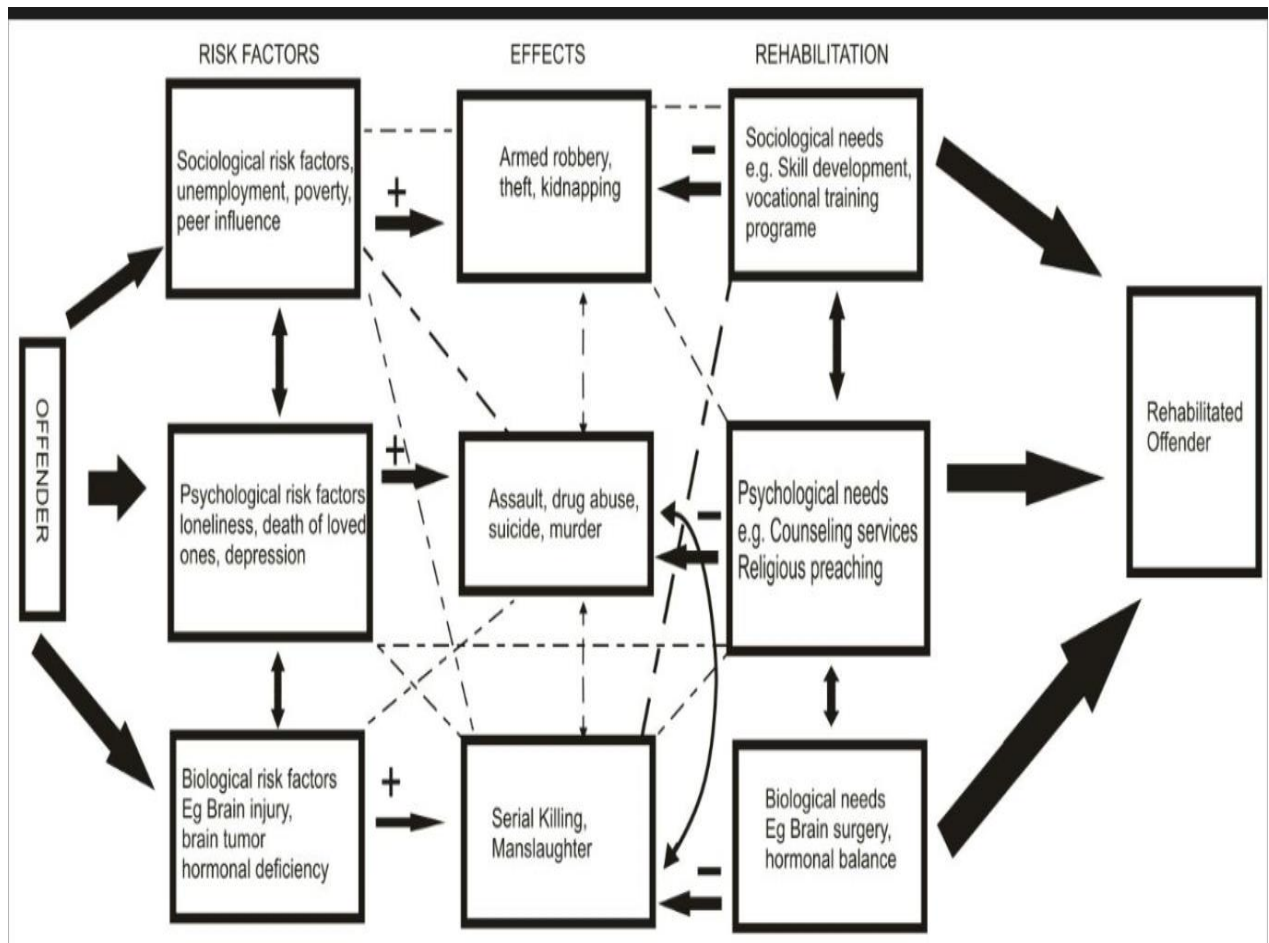 RISK FACTORS
EFFECTS
REHABILITATION
OFFENDER
Sociological risk factors,
unemployment, poverty,
peer influence
+
Armed robbery,
theft, kidnapping
-
Sociological needs
e.g. Skill development,
vocational training
programe
Psychological risk factors
loneliness, death of loved
ones, depression
+
Assault, drug abuse,
suicide, murder
-
Psychological needs
e.g. Counseling services
Religious preaching
Rehabilitated
Offender
Biological risk factors
Eg Brain injury,
brain tumor
hormonal deficiency
+
Serial Killing,
Manslaughter
-
Biological needs
Eg Brain surgery,
hormonal balance